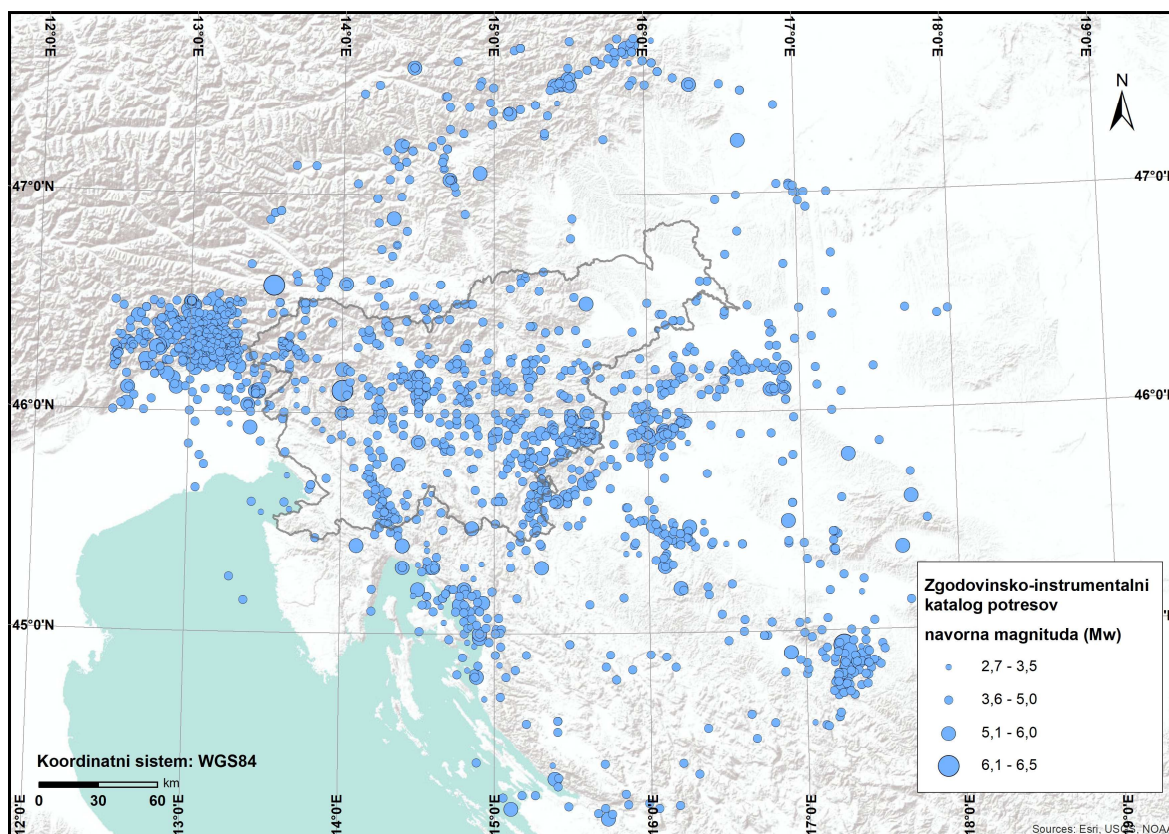 12°0'E
13°0'E
14°0'E
15°0'E
16°0'E
17°0'E
18°0'E
19°0'E
N
47°0'N
47°0'N
46°0'N
46°0'N
45°0'N
Zgodovinsko-instrumentalni
katalog potresov
navorna magnituda (Mw)
2,7 - 3,5
3,6 - 5,0
5,1 - 6,0
6,1 - 6,5
Koordinatni sistem: WGS84
km
0 30 60
12°0'E
13°0'E
14°0'E
15°0'E
16°0'E
17°0'E
18°0'E
19°0'E
Sources: Esri, USGS, NOAA